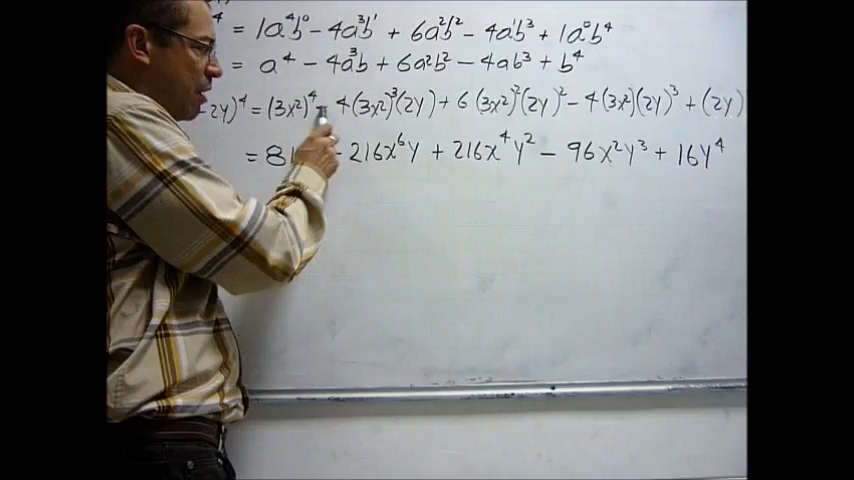 4 = 1a⁴b⁰ - 4a³b¹ + 6a²b² - 4a¹b³ + 1a⁰b⁴
= a⁴ - 4a³b + 6a²b² - 4ab³ + b⁴
-2y)⁴ = (3x²)⁴ - 4(3x²)³(2y) + 6(3x²)²(2y)² - 4(3x²)(2y)³ + (2y)
= 81 - 216x⁶y + 216x⁴y² - 96x²y³ + 16y⁴